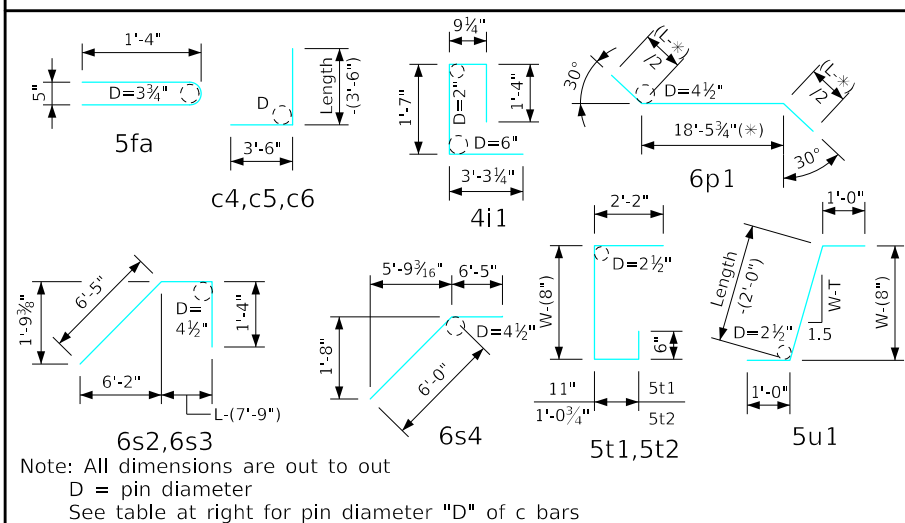 1'-4"
5"
D=3¾"
5fa
D
Length
-(3'-6")
3'-6"
c4,c5,c6
9¼"
1'-7"
D=2"
1'-4"
D=6"
3'-3¼"
4i1
30°
(L-✳)
/2
D=4½"
(L-✳)
/2
18'-5¾"(✳)
30°
6p1
1'-9⅜"
6'-5"
D=
4½"
1'-4"
6'-2"
L-(7'-9")
6s2,6s3
5'-9³⁄₁₆"
6'-5"
1'-8"
D=4½"
6'-0"
6s4
2'-2"
W-(8")
D=2½"
6"
11"
1'-0¾"
5t1
5t2
5t1,5t2
1'-0"
Length
-(2'-0")
D=2½"
W-T
1.5
W-(8")
1'-0"
5u1
Note: All dimensions are out to out
D = pin diameter
See table at right for pin diameter "D" of c bars